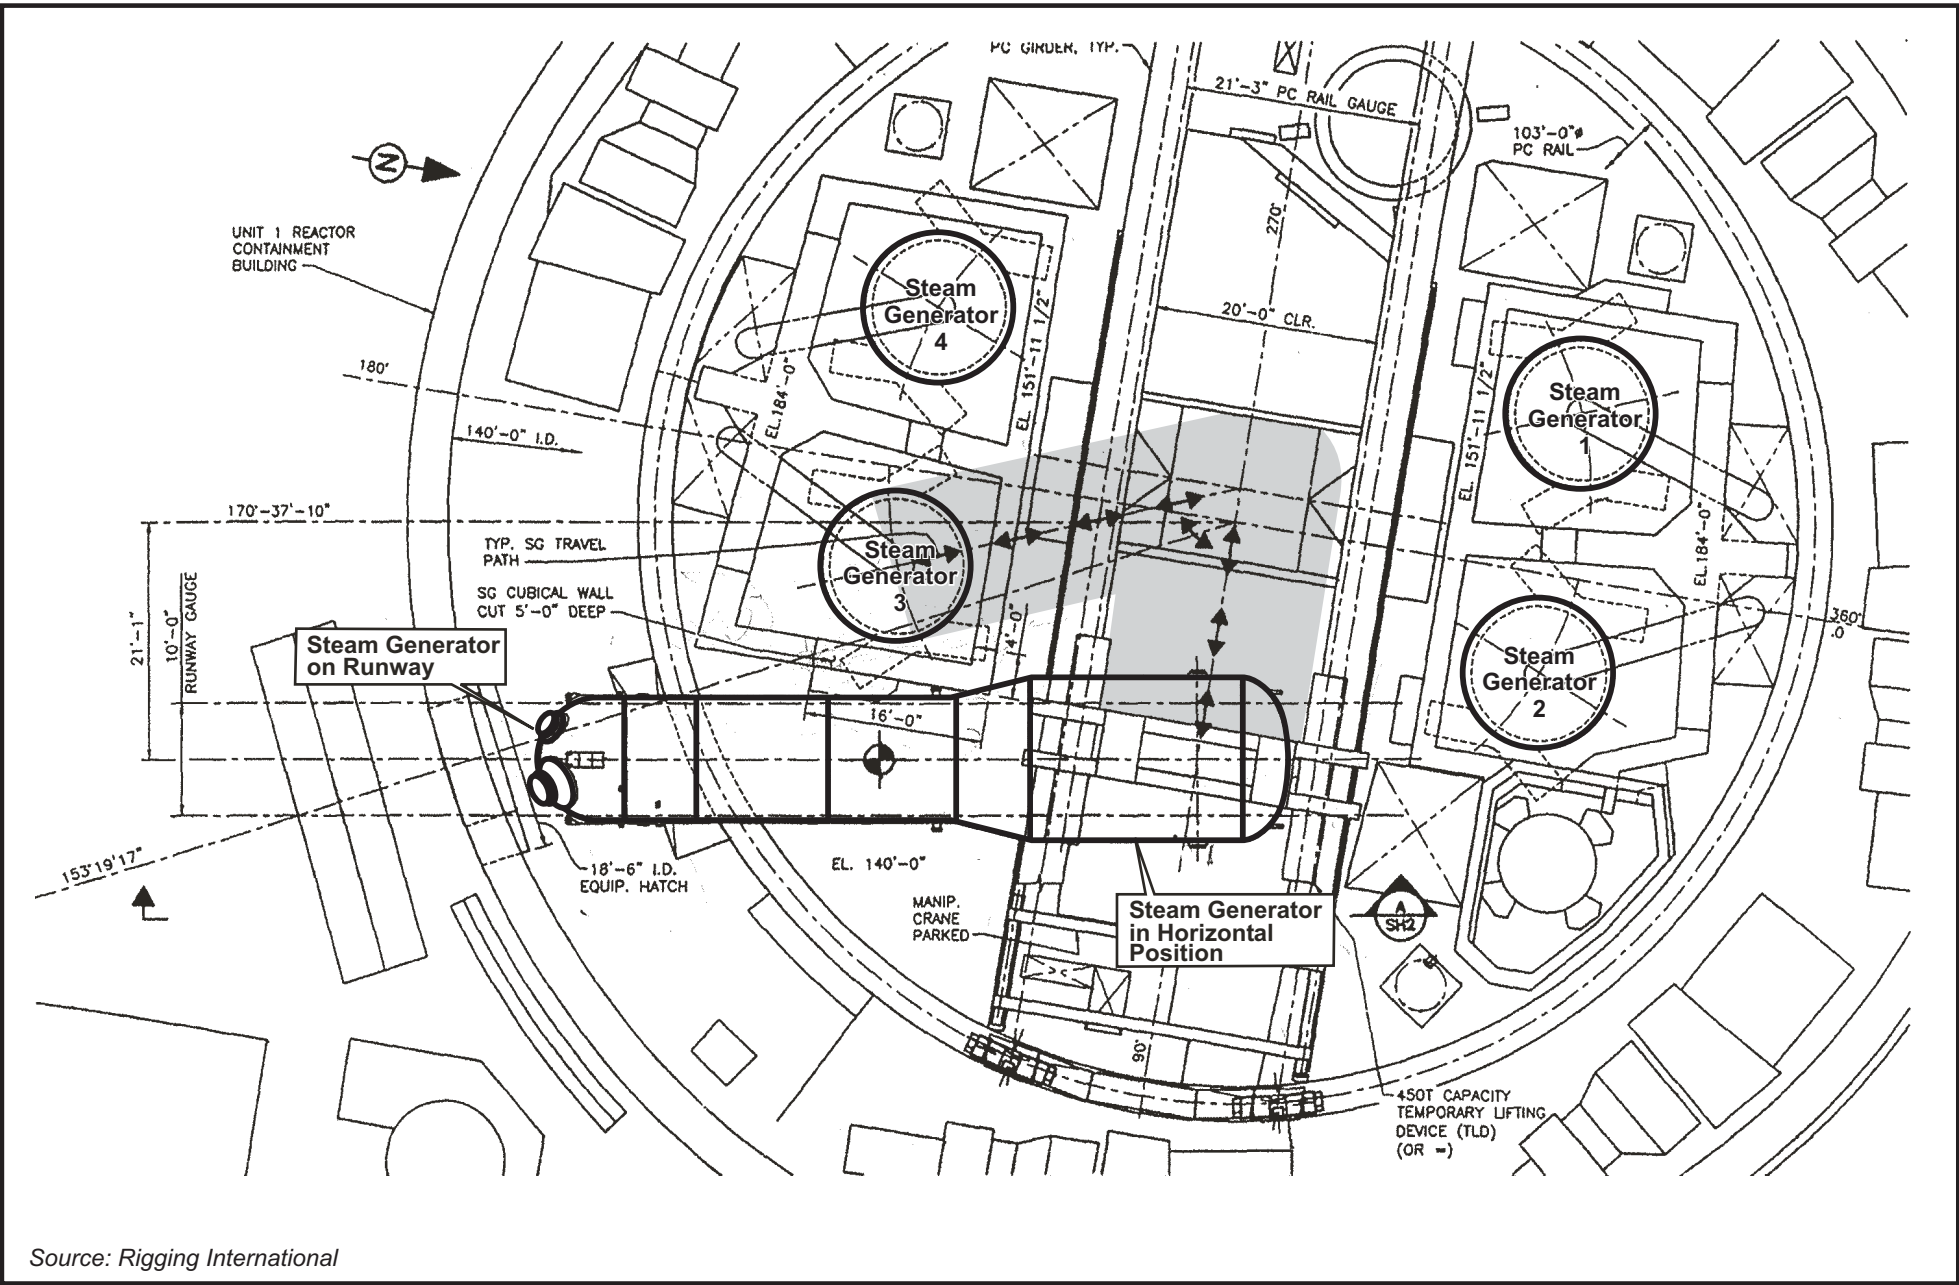 PC GIRDER, TYP.
21'-3" PC RAIL GAUGE
103'-0"ø
PC RAIL
N
270°
UNIT 1 REACTOR
CONTAINMENT
BUILDING
Steam
Generator
4
20'-0" CLR.
EL. 151'-11 1/2"
EL. 184'-0"
180°
140'-0" I.D.
Steam
Generator
1
EL. 151'-11 1/2"
EL. 184'-0"
170°-37'-10"
TYP. SG TRAVEL
PATH
SG CUBICAL WALL
CUT 5'-0" DEEP
Steam
Generator
3
4'-0"
21'-1"
10'-0"
RUNWAY GAUGE
Steam Generator
on Runway
Steam
Generator
2
360°
.0
16'-0"
153°19'17"
18'-6" I.D.
EQUIP. HATCH
EL. 140'-0"
MANIP.
CRANE
PARKED
Steam Generator
in Horizontal
Position
A
SH2
90°
450T CAPACITY
TEMPORARY LIFTING
DEVICE (TLD)
(OR =)
Source: Rigging International